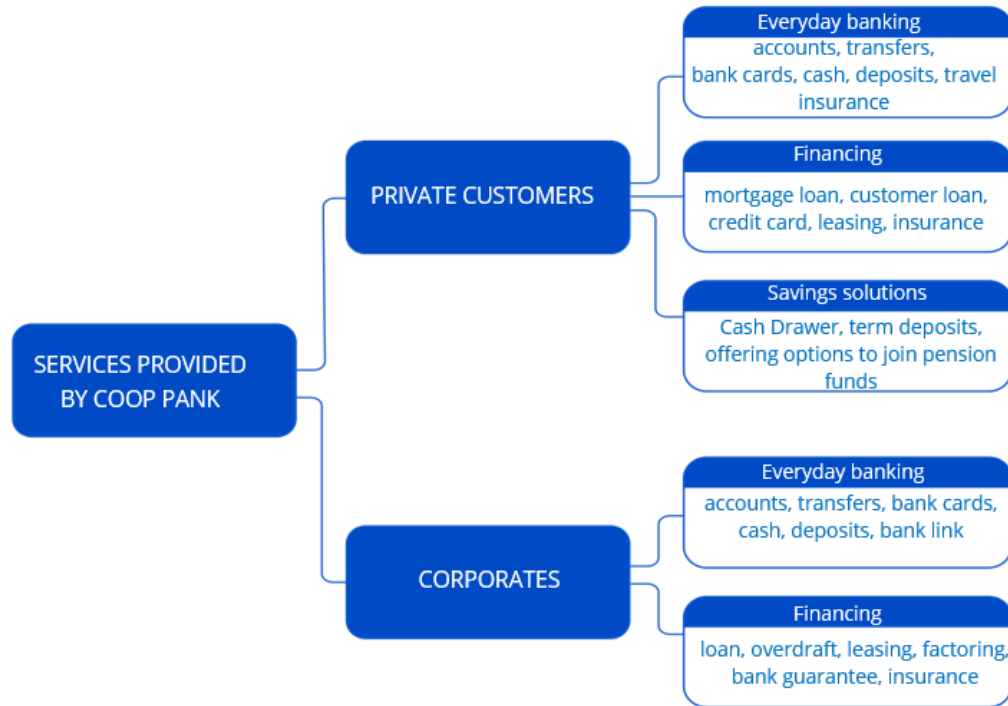 SERVICES PROVIDED
BY COOP PANK
PRIVATE CUSTOMERS
Everyday banking
accounts, transfers,
bank cards, cash, deposits, travel
insurance
Financing
mortgage loan, customer loan,
credit card, leasing, insurance
Savings solutions
Cash Drawer, term deposits,
offering options to join pension
funds
CORPORATES
Everyday banking
accounts, transfers, bank cards,
cash, deposits, bank link
Financing
loan, overdraft, leasing, factoring,
bank guarantee, insurance